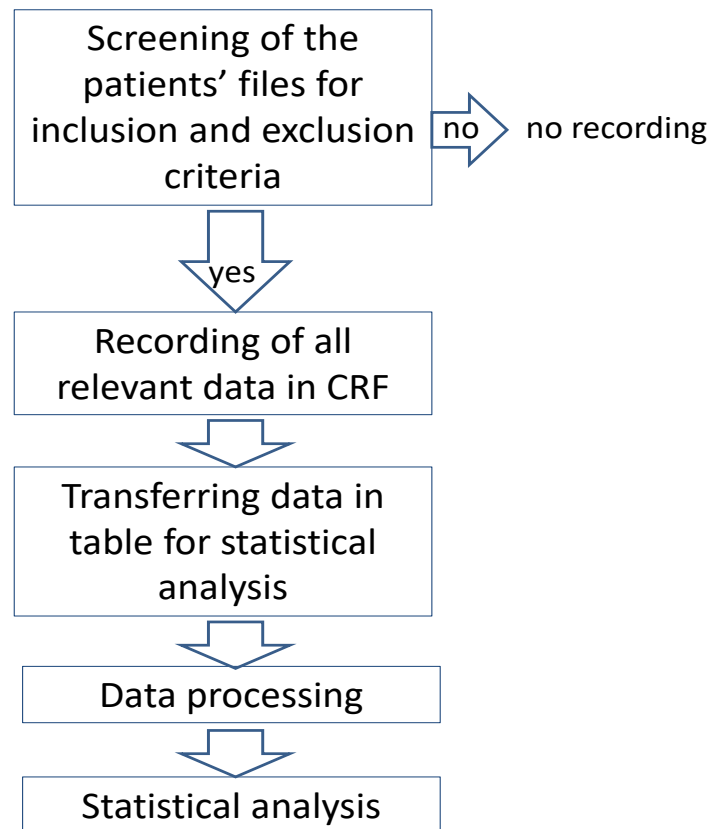 Screening of the
patients’ files for
inclusion and exclusion
criteria
no
no recording
yes
Recording of all
relevant data in CRF
Transferring data in
table for statistical
analysis
Data processing
Statistical analysis